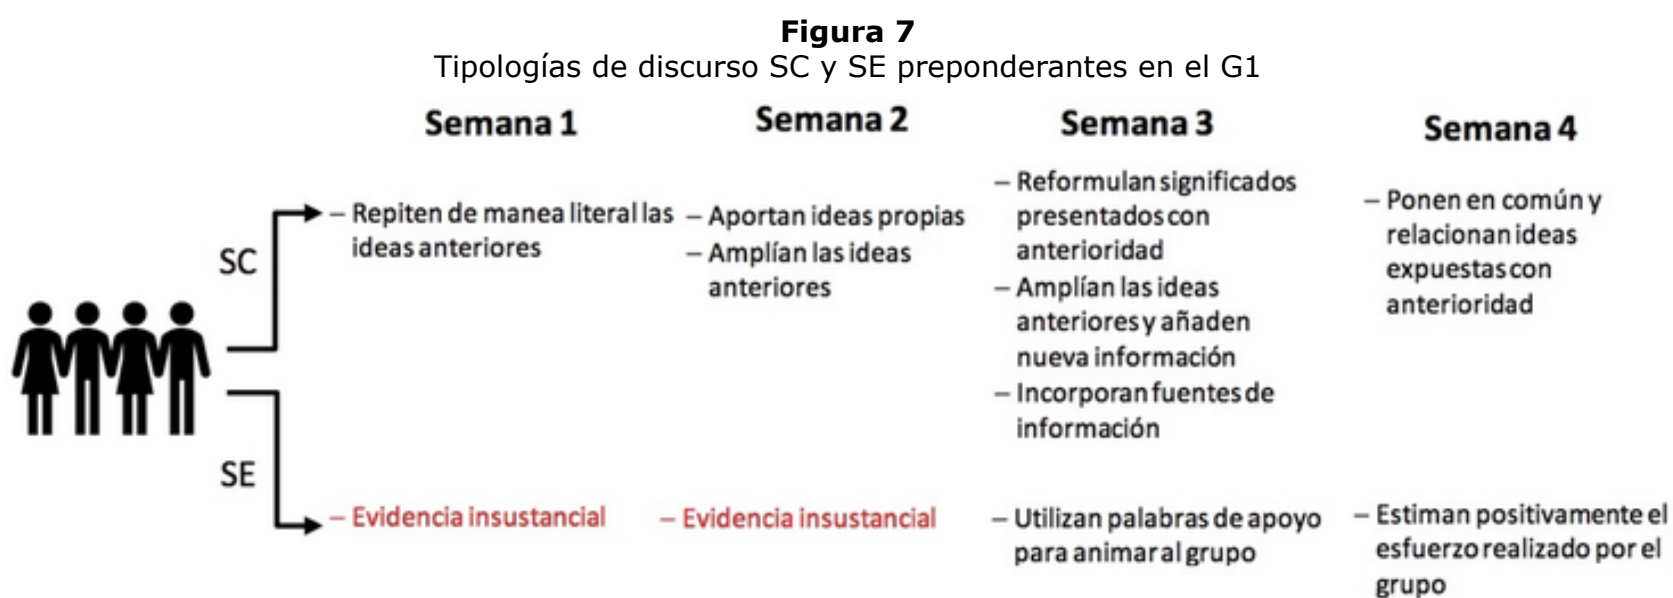 Figura 7
Tipologías de discurso SC y SE preponderantes en el G1
Semana 1
Semana 2
Semana 3
Semana 4
SC
– Repiten de manea literal las
ideas anteriores
– Aportan ideas propias
– Amplían las ideas
anteriores
– Reformulan significados
presentados con
anterioridad
– Amplían las ideas
anteriores y añaden
nueva información
– Incorporan fuentes de
información
– Ponen en común y
relacionan ideas
expuestas con
anterioridad
SE
– Evidencia insustancial
– Evidencia insustancial
– Utilizan palabras de apoyo
para animar al grupo
– Estiman positivamente el
esfuerzo realizado por el
grupo